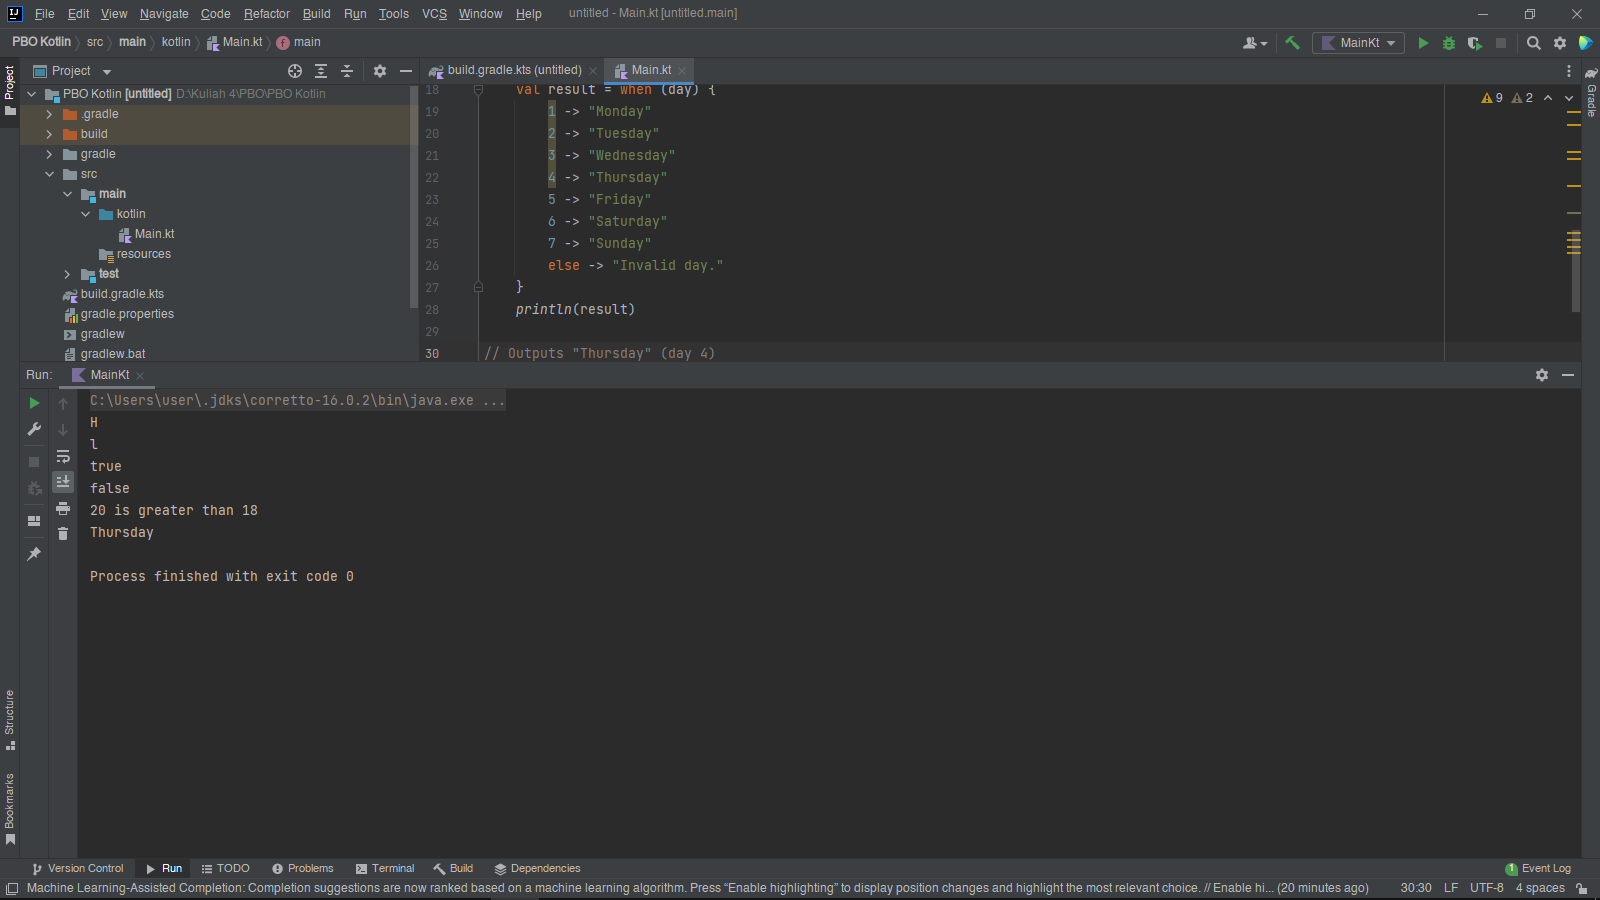 File Edit View Navigate Code Refactor Build Run Tools VCS Window Help untitled - Main.kt [untitled.main]
PBO Kotlin src main kotlin Main.kt main MainKt
Project
build.gradle.kts (untitled) Main.kt
PBO Kotlin [untitled] D:\Kuliah 4\PBO\PBO Kotlin
.gradle
build
gradle
src
main
kotlin
Main.kt
resources
test
build.gradle.kts
gradle.properties
gradlew
gradlew.bat
18 val result = when (day) {
19 1 -> "Monday"
20 2 -> "Tuesday"
21 3 -> "Wednesday"
22 4 -> "Thursday"
23 5 -> "Friday"
24 6 -> "Saturday"
25 7 -> "Sunday"
26 else -> "Invalid day."
27 }
28 println(result)
29
30 // Outputs "Thursday" (day 4)
9 2
Project
Gradle
Run: MainKt
C:\Users\user\.jdks\corretto-16.0.2\bin\java.exe ...
H
l
true
false
20 is greater than 18
Thursday
Process finished with exit code 0
Structure
Bookmarks
Version Control Run TODO Problems Terminal Build Dependencies 1 Event Log
Machine Learning-Assisted Completion: Completion suggestions are now ranked based on a machine learning algorithm. Press “Enable highlighting” to display position changes and highlight the most relevant choice. // Enable hi... (20 minutes ago) 30:30 LF UTF-8 4 spaces